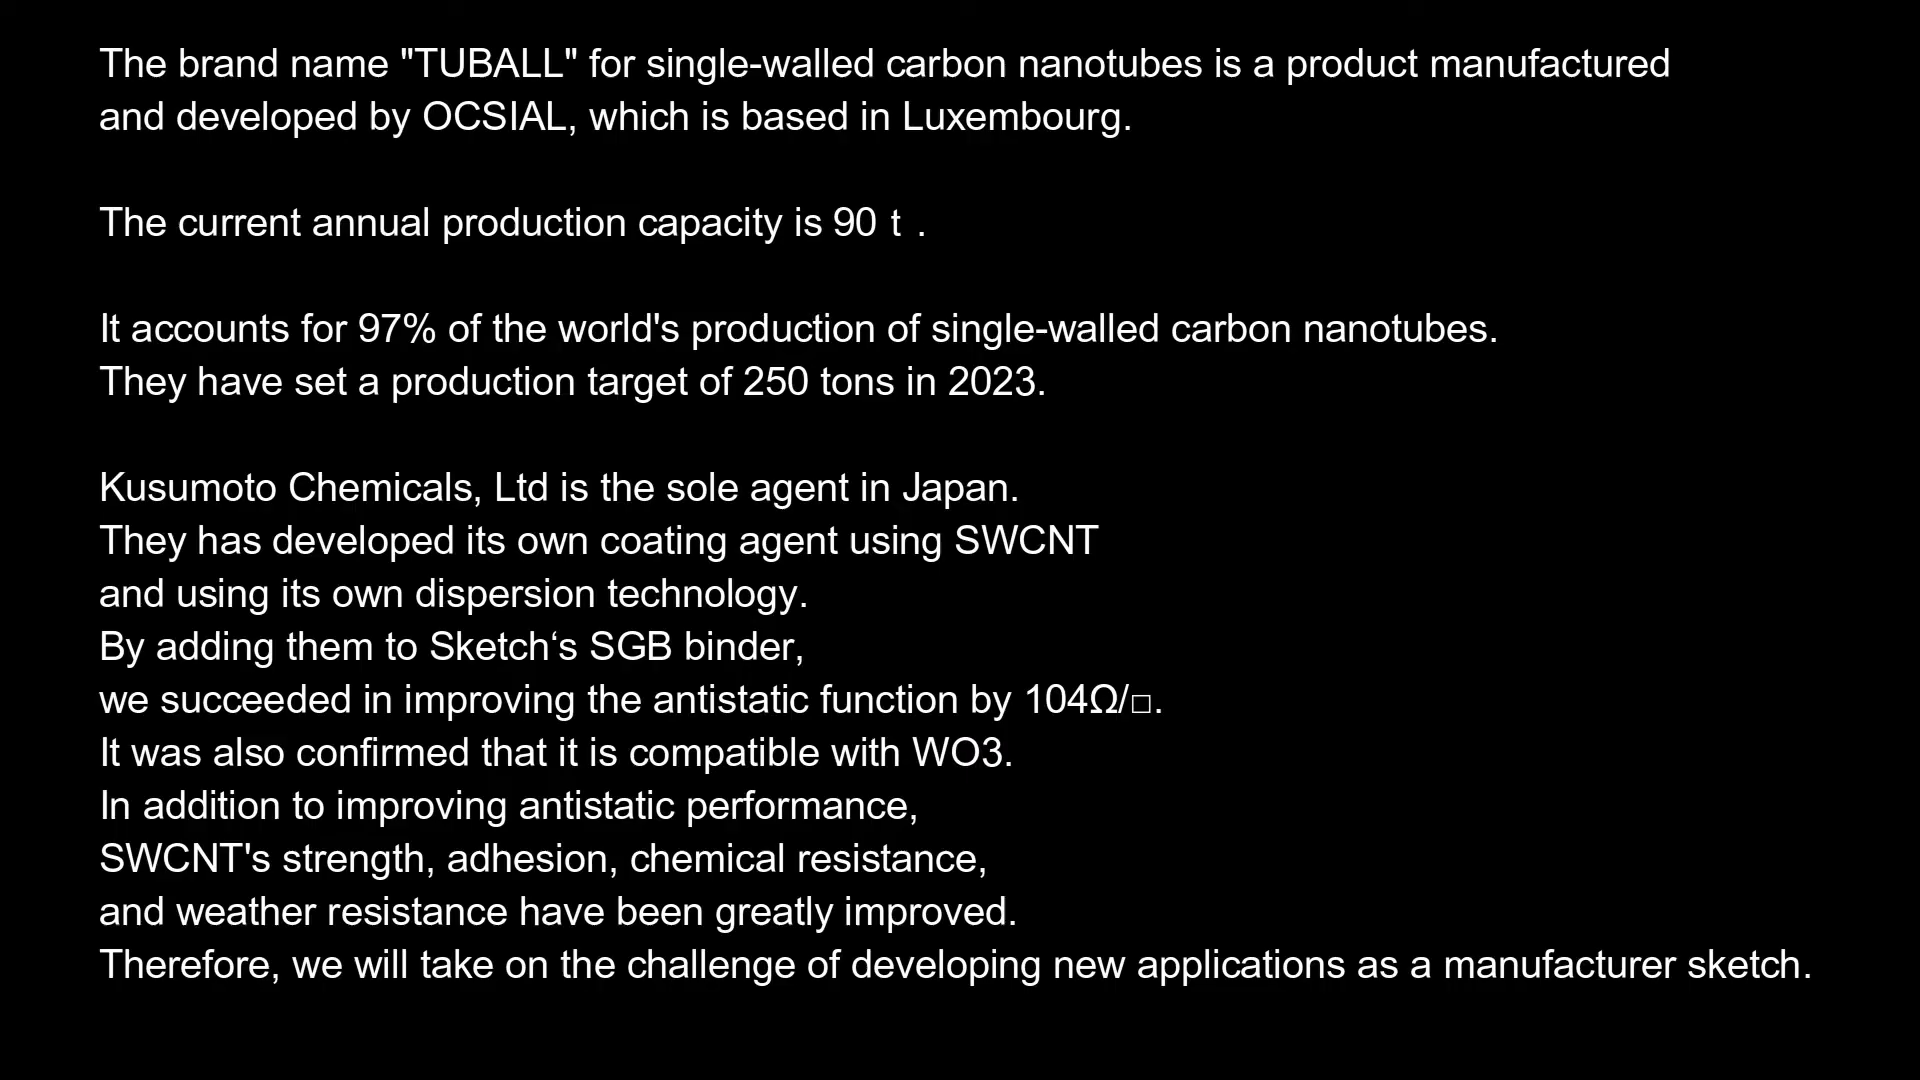 The brand name "TUBALL" for single-walled carbon nanotubes is a product manufactured
and developed by OCSIAL, which is based in Luxembourg.
The current annual production capacity is 90 ｔ.
It accounts for 97% of the world's production of single-walled carbon nanotubes.
They have set a production target of 250 tons in 2023.
Kusumoto Chemicals, Ltd is the sole agent in Japan.
They has developed its own coating agent using SWCNT
and using its own dispersion technology.
By adding them to Sketch‘s SGB binder,
we succeeded in improving the antistatic function by 104Ω/□.
It was also confirmed that it is compatible with WO3.
In addition to improving antistatic performance,
SWCNT's strength, adhesion, chemical resistance,
and weather resistance have been greatly improved.
Therefore, we will take on the challenge of developing new applications as a manufacturer sketch.